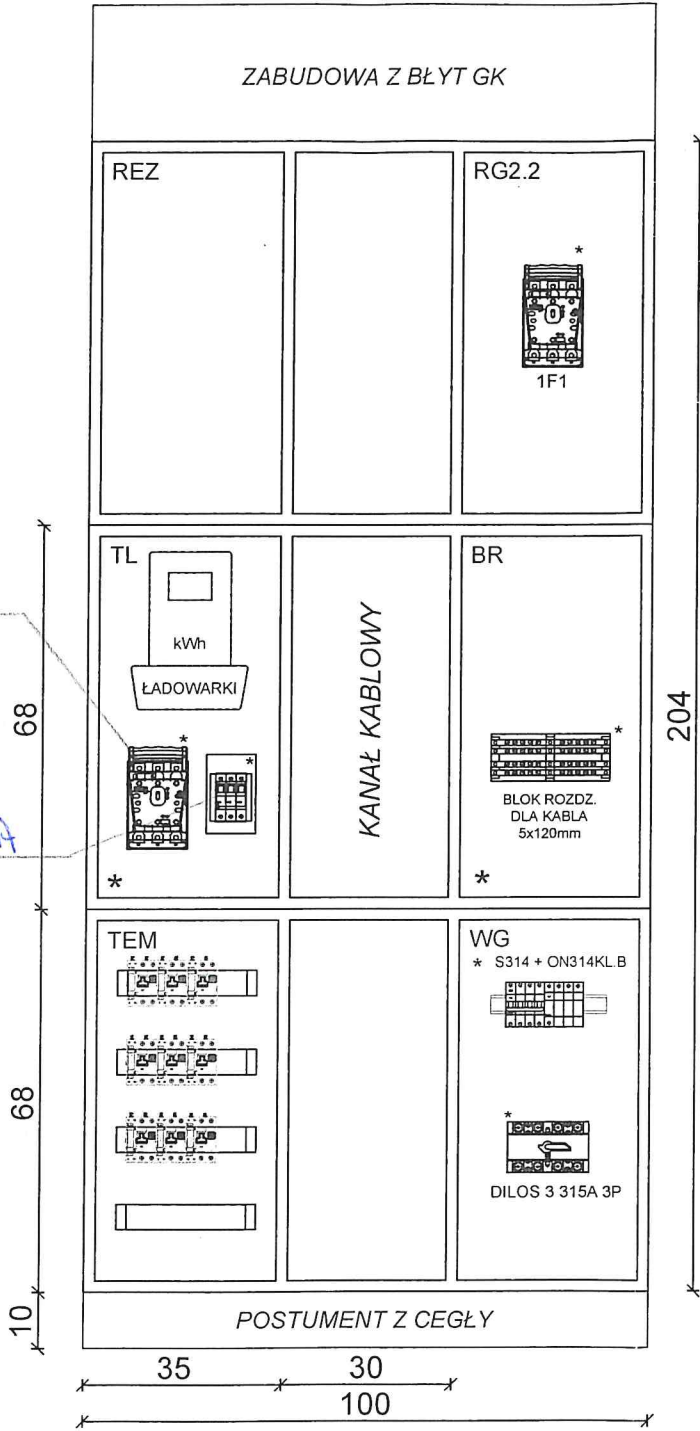 ZABUDOWA Z BŁYT GK
REZ
RG2.2
*
1F1
TL
kWh
ŁADOWARKI
*
*
*
KANAŁ KABLOWY
BR
*
BLOK ROZDZ.
DLA KABLA
5x120mm
*
TEM
WG
* S314 + ON314KL.B
*
DILOS 3 315A 3P
POSTUMENT Z CEGŁY
68
68
10
204
35
30
100